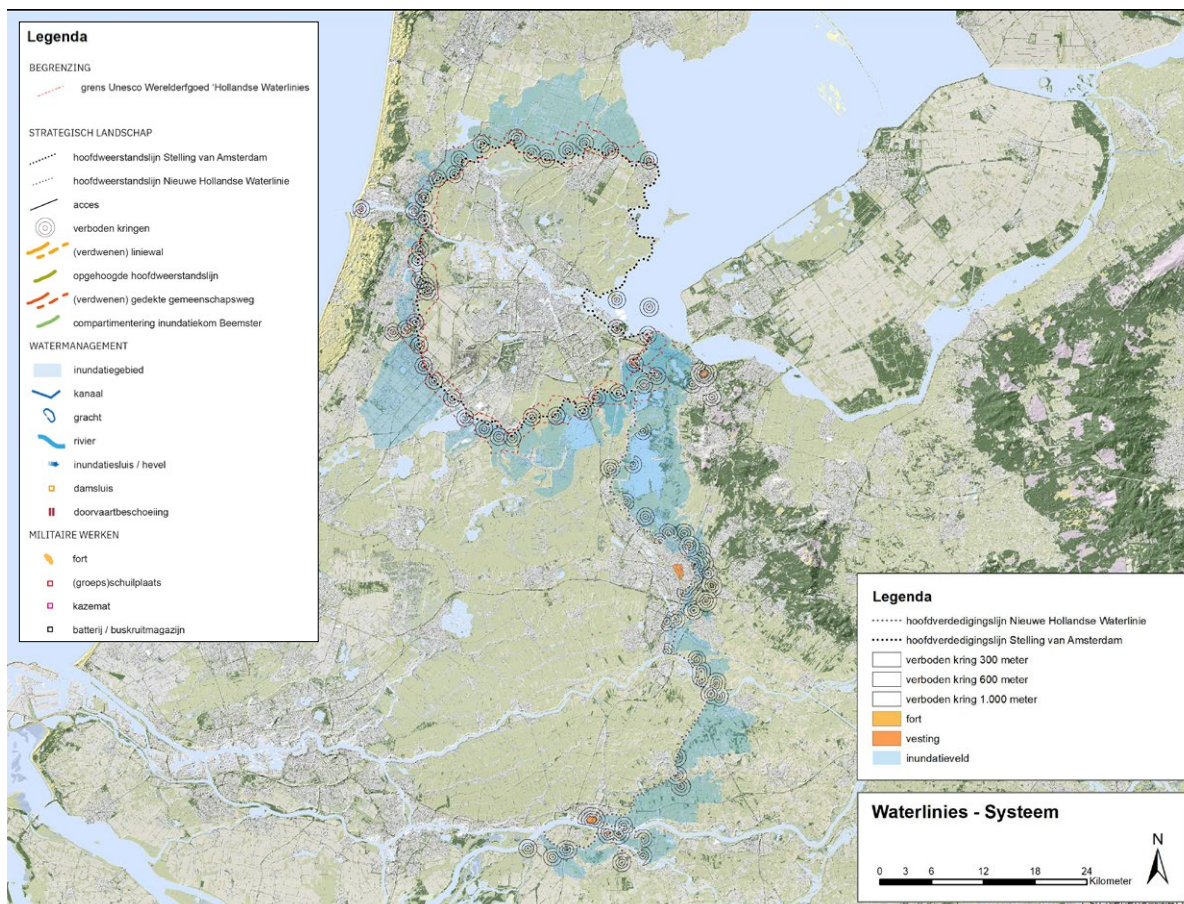 Legenda
BEGRENZING
grens Unesco Werelderfgoed 'Hollandse Waterlinies
STRATEGISCH LANDSCHAP
hoofdweerstandslijn Stelling van Amsterdam
hoofdweerstandslijn Nieuwe Hollandse Waterlinie
acces
verboden kringen
(verdwenen) liniewal
opgehoogde hoofdweerstandslijn
(verdwenen) gedekte gemeenschapsweg
compartimentering inundatiekom Beemster
WATERMANAGEMENT
inundatiegebied
kanaal
gracht
rivier
inundatiesluis / hevel
damsluis
doorvaartbeschoeiing
MILITAIRE WERKEN
fort
(groeps)schuilplaats
kazemat
batterij / buskruitmagazijn
Legenda
hoofdverdedigingslijn Nieuwe Hollandse Waterlinie
hoofdverdedigingslijn Stelling van Amsterdam
verboden kring 300 meter
verboden kring 600 meter
verboden kring 1.000 meter
fort
vesting
inundatieveld
Waterlinies - Systeem
N
0 3 6 12 18 24
Kilometer